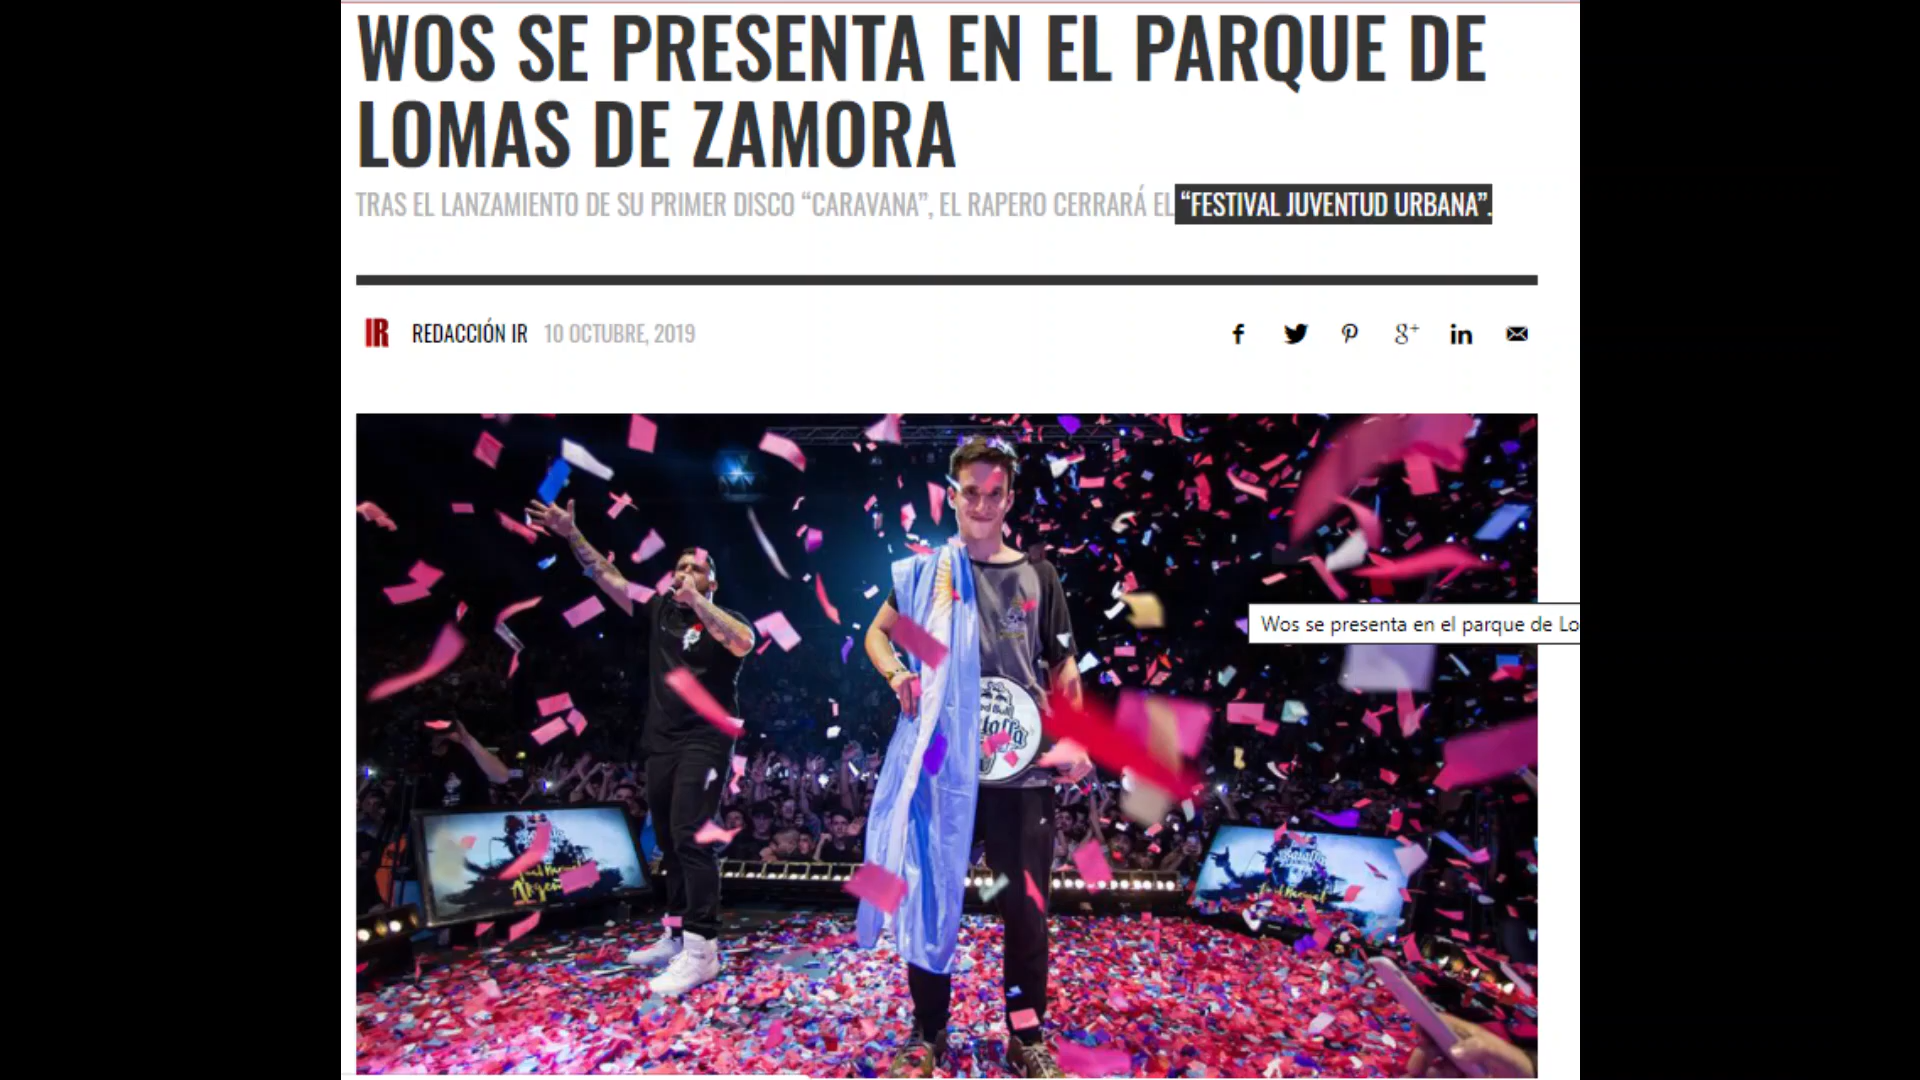 WOS SE PRESENTA EN EL PARQUE DE
LOMAS DE ZAMORA
TRAS EL LANZAMIENTO DE SU PRIMER DISCO “CARAVANA”, EL RAPERO CERRARÁ EL “FESTIVAL JUVENTUD URBANA”.
IR REDACCIÓN IR 10 OCTUBRE, 2019
Wos se presenta en el parque de Lo